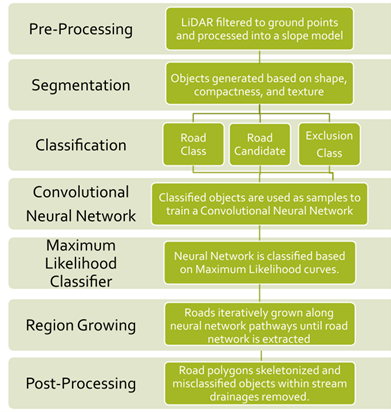 Pre-Processing
LiDAR filtered to ground points
and processed into a slope model
Segmentation
Objects generated based on shape,
compactness, and texture
Classification
Road
Class
Road
Candidate
Exclusion
Class
Convolutional
Neural Network
Classified objects are used as samples to
train a Convolutional Neural Network
Maximum
Likelihood
Classifier
Neural Network is classified based
on Maximum Likelihood curves.
Region Growing
Roads iteratively grown along
neural network pathways until road
network is extracted
Post-Processing
Road polygons skeletonized and
misclassified objects within stream
drainages removed.